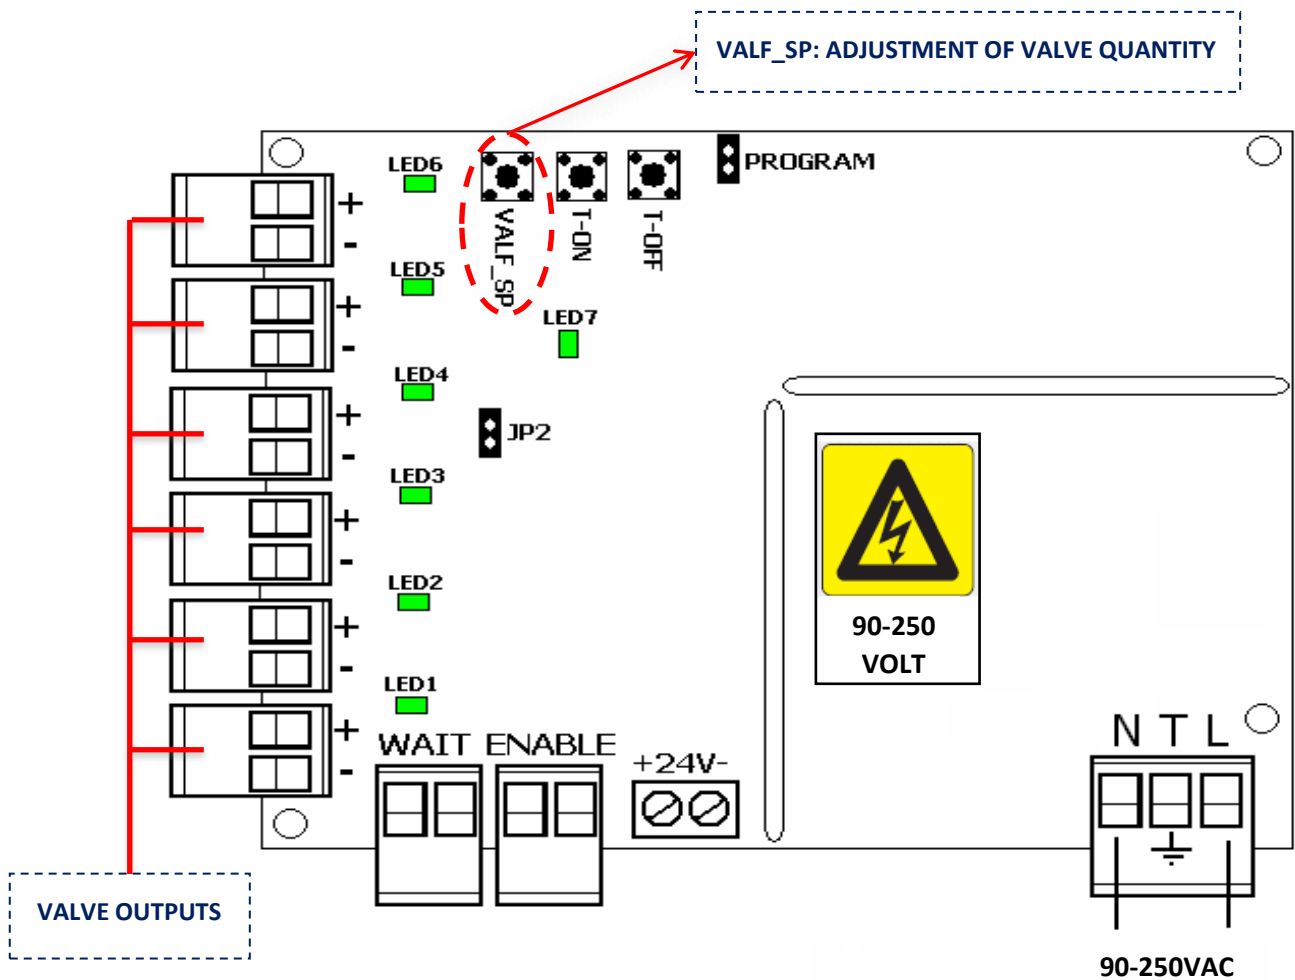 VALF_SP: ADJUSTMENT OF VALVE QUANTITY
LED6
PROGRAM
+
-
VALF_SP
T-ON
T-OFF
LED5
+
-
LED7
LED4
+
-
JP2
LED3
+
-
LED2
+
-
90-250
VOLT
LED1
+
-
WAIT
ENABLE
+24V-
N T L
VALVE OUTPUTS
90-250VAC